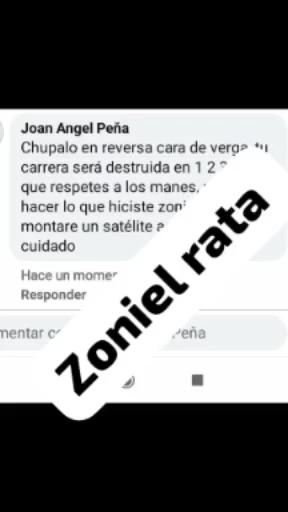 Joan Angel Peña
Chupalo en reversa cara de verga, tu
carrera será destruida en 1 2 3
que respetes a los manes,
hacer lo que hiciste zoni
montare un satélite a
cuidado
Hace un momen
Responder
mentar co Peña
Zoniel rata